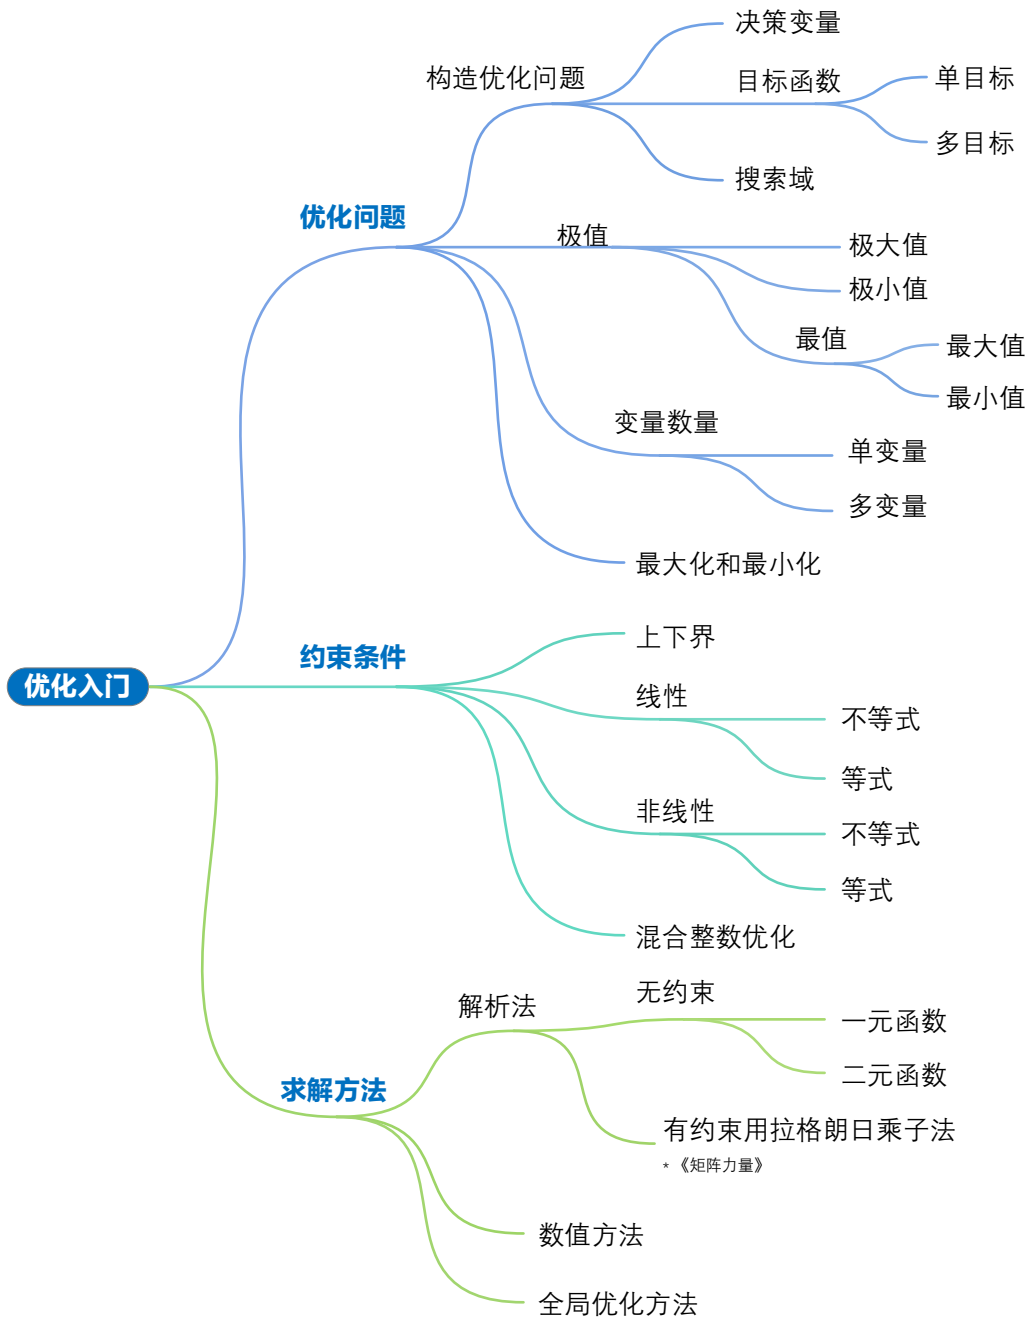 优化入门
优化问题
构造优化问题
决策变量
目标函数
单目标
多目标
搜索域
极值
极大值
极小值
最值
最大值
最小值
变量数量
单变量
多变量
最大化和最小化
约束条件
上下界
线性
不等式
等式
非线性
不等式
等式
混合整数优化
求解方法
解析法
无约束
一元函数
二元函数
有约束用拉格朗日乘子法
*《矩阵力量》
数值方法
全局优化方法